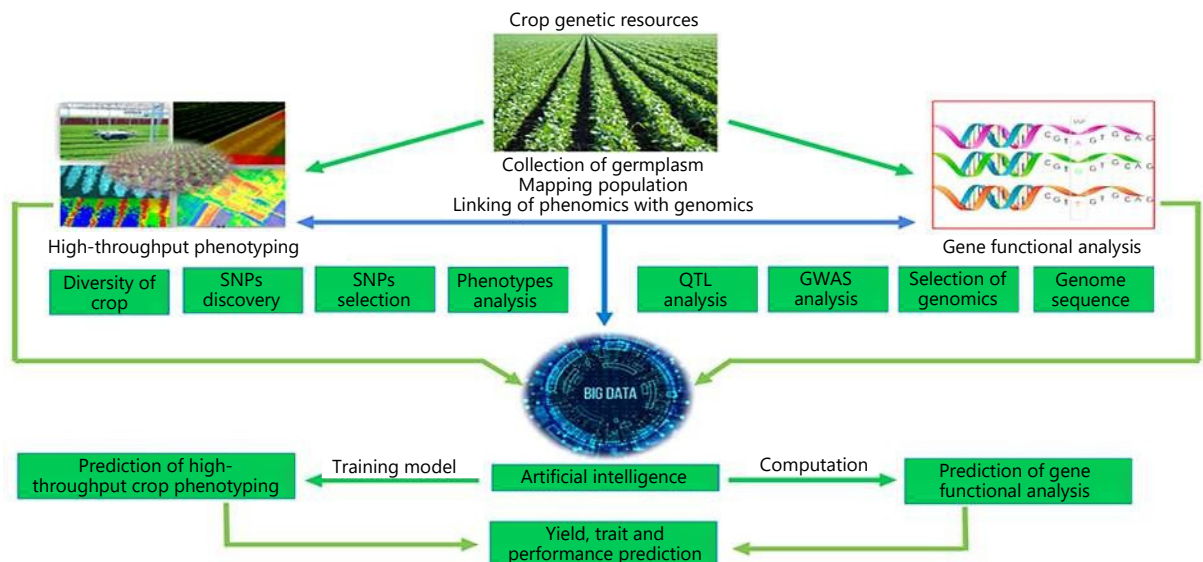 Crop genetic resources
Collection of germplasm
Mapping population
Linking of phenomics with genomics
High-throughput phenotyping
Gene functional analysis
C G T A G T G C A G
C G T G T G C A G
C G T G T G C A G
Diversity of
crop
SNPs
discovery
SNPs
selection
Phenotypes
analysis
QTL
analysis
GWAS
analysis
Selection of
genomics
Genome
sequence
BIG DATA
Prediction of high-
throughput crop phenotyping
Training model
Artificial intelligence
Computation
Prediction of gene
functional analysis
Yield, trait and
performance prediction